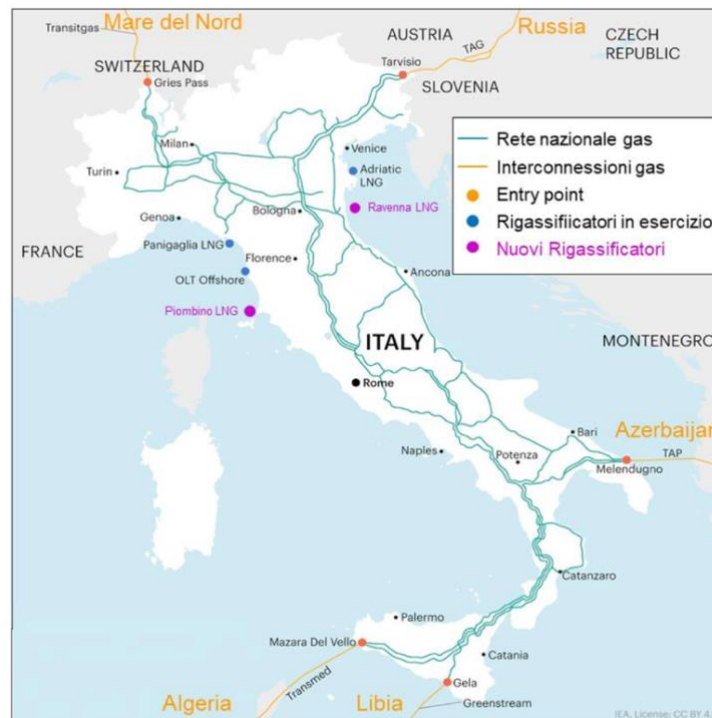 Mare del Nord
Transitgas
AUSTRIA
Russia
CZECH
REPUBLIC
TAG
SWITZERLAND
Tarvisio
Gries Pass
SLOVENIA
Rete nazionale gas
Interconnessioni gas
Entry point
Rigassifiicatori in esercizio
Nuovi Rigassificatori
Milan
Venice
Turin
Adriatic
LNG
Ravenna LNG
Genoa
Bologna
FRANCE
Panigaglia LNG
Florence
OLT Offshore
Ancona
Piombino LNG
ITALY
MONTENEGRO
Rome
Bari
Azerbaijan
Naples
Potenza
TAP
Melendugno
Catanzaro
Palermo
Mazara Del Vello
Catania
Transmed
Gela
Algeria
Libia
Greenstream
IEA. License: CC BY 4.